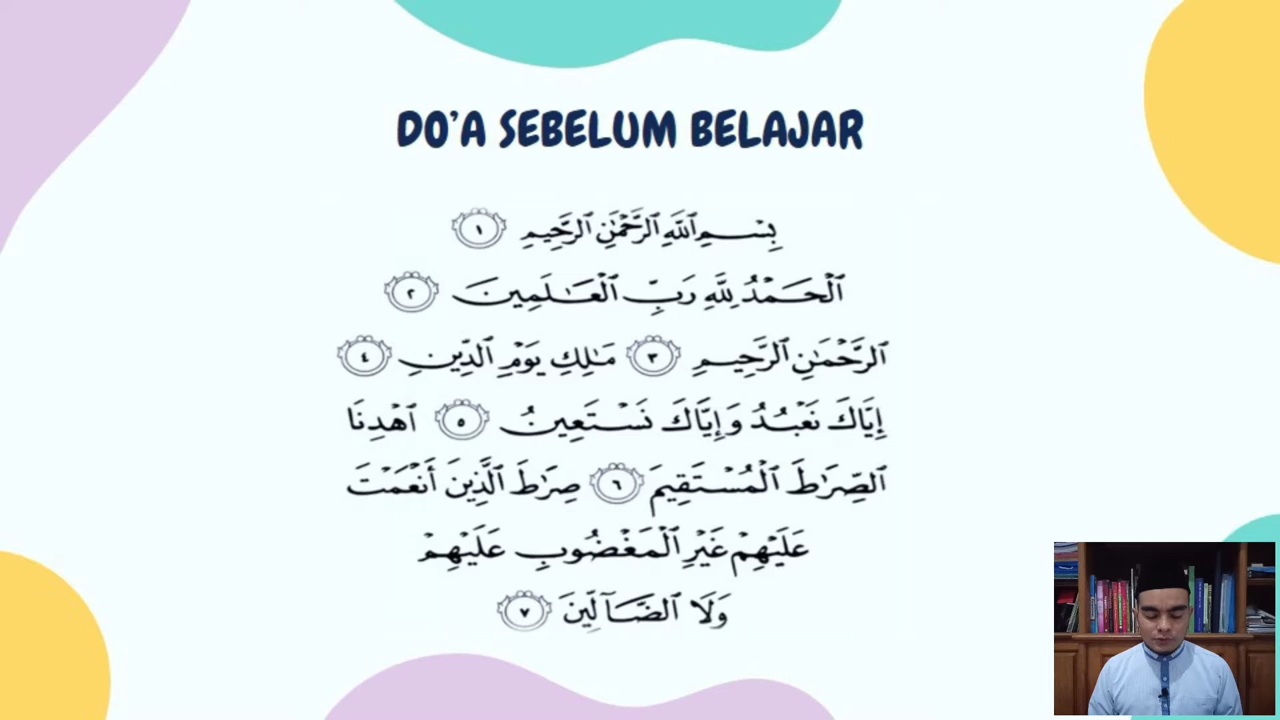 DO'A SEBELUM BELAJAR
بِسْمِ ٱللَّهِ ٱلرَّحْمَٰنِ ٱلرَّحِيمِ ١
ٱلْحَمْدُ لِلَّهِ رَبِّ ٱلْعَٰلَمِينَ ٢
ٱلرَّحْمَٰنِ ٱلرَّحِيمِ ٣ مَٰلِكِ يَوْمِ ٱلدِّينِ ٤
إِيَّاكَ نَعْبُدُ وَإِيَّاكَ نَسْتَعِينُ ٥ ٱهْدِنَا
ٱلصِّرَٰطَ ٱلْمُسْتَقِيمَ ٦ صِرَٰطَ ٱلَّذِينَ أَنْعَمْتَ
عَلَيْهِمْ غَيْرِ ٱلْمَغْضُوبِ عَلَيْهِمْ
وَلَا ٱلضَّآلِّينَ ٧